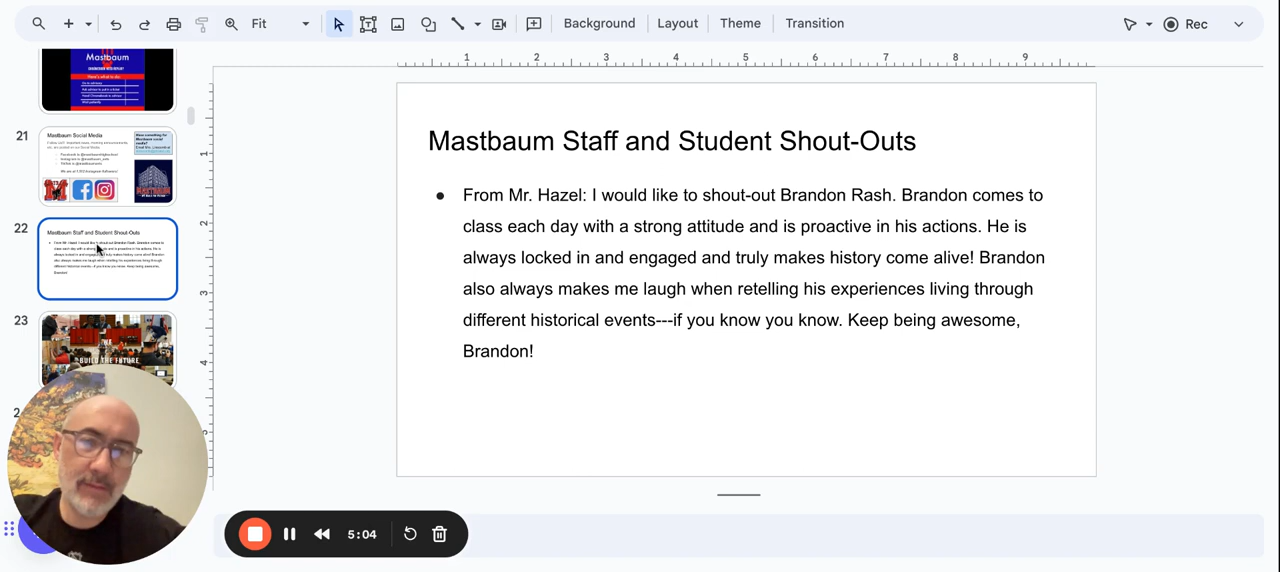 Fit
Background
Layout
Theme
Transition
Rec
1 2 3 4 5 6 7 8 9
Mastbaum
21
Mastbaum Social Media
22
Mastbaum Staff and Student Shout-Outs
23
BUILD THE FUTURE
1
2
3
4
Mastbaum Staff and Student Shout-Outs
● From Mr. Hazel: I would like to shout-out Brandon Rash. Brandon comes to
class each day with a strong attitude and is proactive in his actions. He is
always locked in and engaged and truly makes history come alive! Brandon
also always makes me laugh when retelling his experiences living through
different historical events---if you know you know. Keep being awesome,
Brandon!
5:04